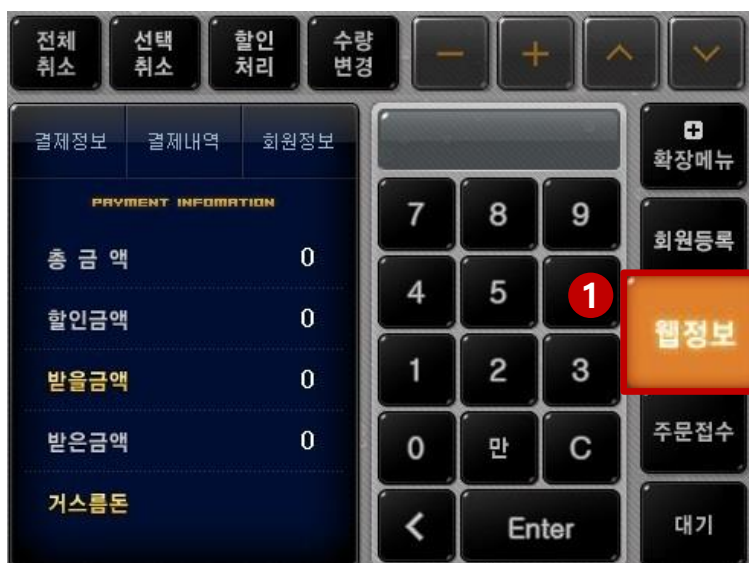 전체
취소
선택
취소
할인
처리
수량
변경
결제정보 결제내역 회원정보
PAYMENT INFOMATION
총 금 액 0
할인금액 0
받을금액 0
받은금액 0
거스름돈
7 8 9
4 5
1
1 2 3
0 만 C
Enter
확장메뉴
회원등록
웹정보
주문접수
대기